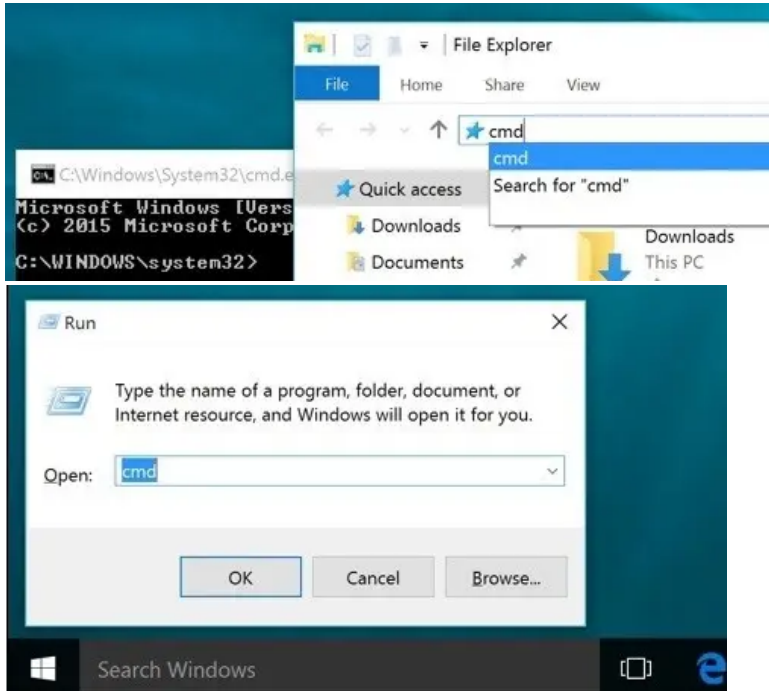 File Explorer
File Home Share View
cmd
cmd
Search for "cmd"
Quick access
Downloads
Documents
Downloads
This PC
C:\Windows\System32\cmd.e
Microsoft Windows [Vers
(c) 2015 Microsoft Corp
C:\WINDOWS\system32>
Run
Type the name of a program, folder, document, or
Internet resource, and Windows will open it for you.
Open: cmd
OK Cancel Browse...
Search Windows